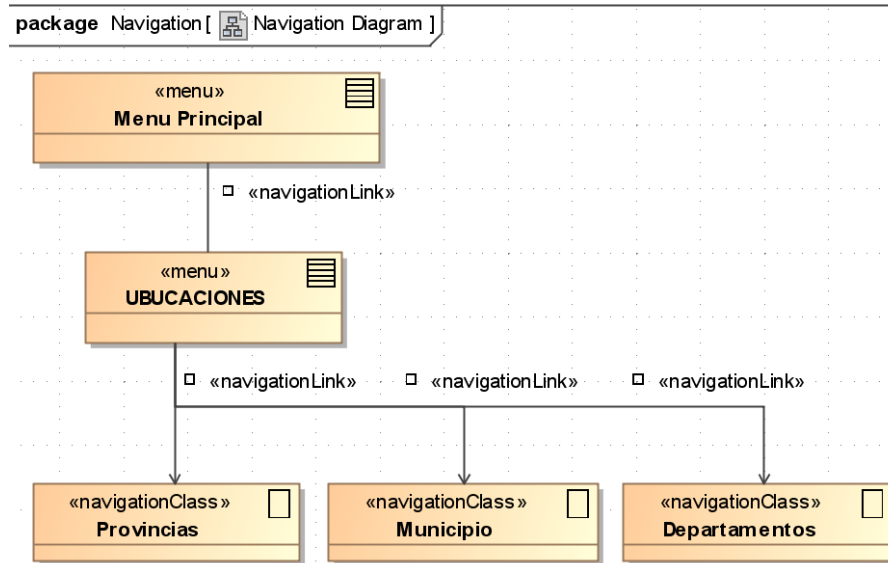 package Navigation [ Navigation Diagram ]
«menu»
Menu Principal
«navigationLink»
«menu»
UBUCACIONES
«navigationLink» «navigationLink» «navigationLink»
«navigationClass» «navigationClass» «navigationClass»
Provincias Municipio Departamentos